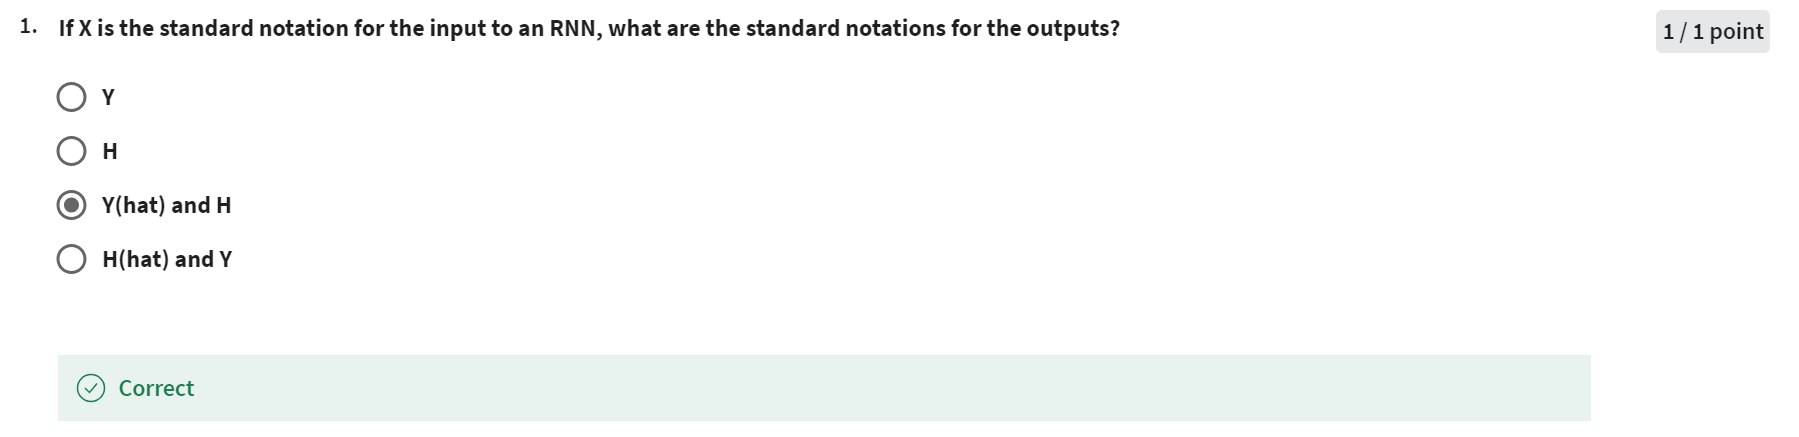 1. If X is the standard notation for the input to an RNN, what are the standard notations for the outputs?
1 / 1 point
Y
H
Y(hat) and H
H(hat) and Y
Correct